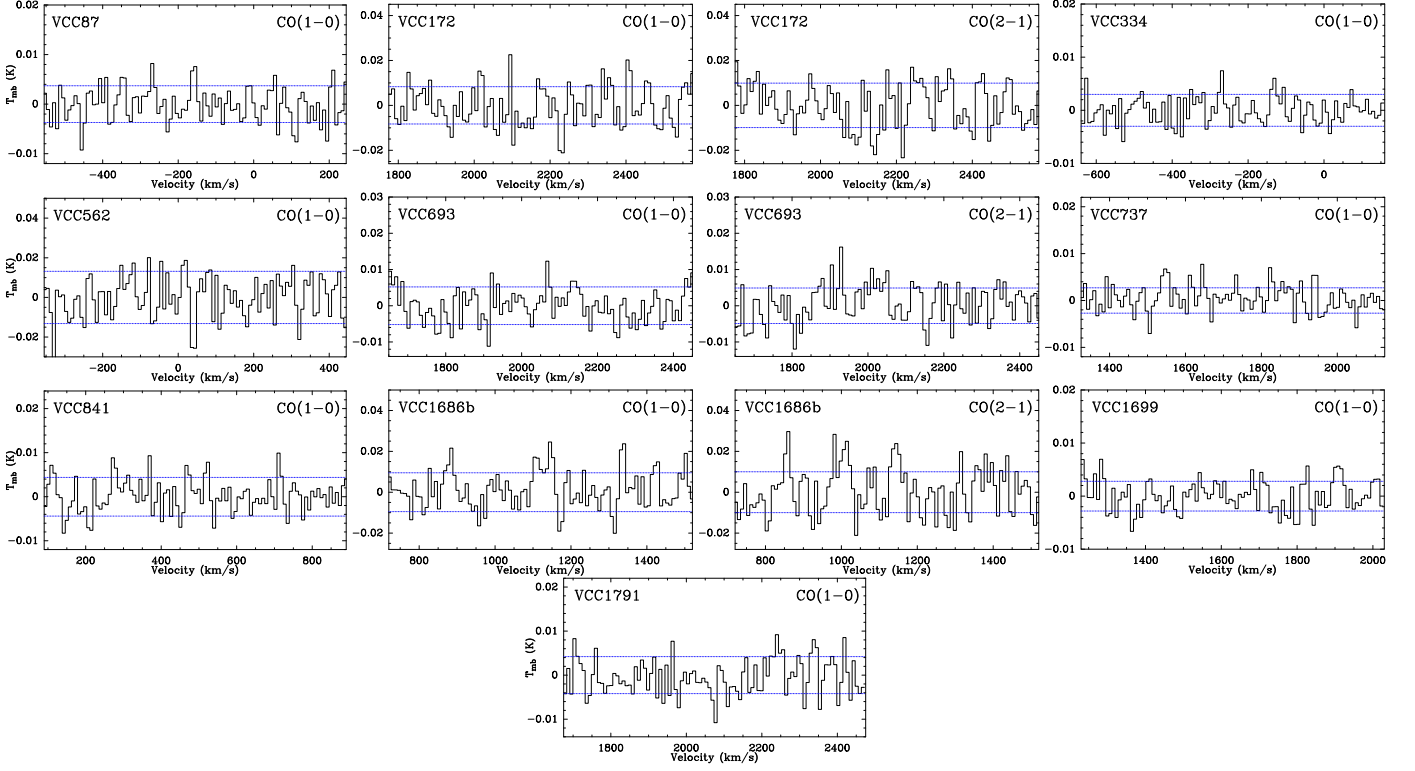 VCC87 CO(1−0)
0.02
0.01
0
−0.01
T_mb (K)
−400 −200 0 200
Velocity (km/s)
VCC172 CO(1−0)
0.04
0.02
0
−0.02
1800 2000 2200 2400
Velocity (km/s)
VCC172 CO(2−1)
0.04
0.02
0
−0.02
1800 2000 2200 2400
Velocity (km/s)
VCC334 CO(1−0)
0.02
0.01
0
−0.01
−600 −400 −200 0
Velocity (km/s)
VCC562 CO(1−0)
0.04
0.02
0
−0.02
T_mb (K)
−200 0 200 400
Velocity (km/s)
VCC693 CO(1−0)
0.03
0.02
0.01
0
−0.01
1800 2000 2200 2400
Velocity (km/s)
VCC693 CO(2−1)
0.03
0.02
0.01
0
−0.01
1800 2000 2200 2400
Velocity (km/s)
VCC737 CO(1−0)
0.02
0.01
0
−0.01
1400 1600 1800 2000
Velocity (km/s)
VCC841 CO(1−0)
0.02
0.01
0
−0.01
T_mb (K)
200 400 600 800
Velocity (km/s)
VCC1686b CO(1−0)
0.04
0.02
0
−0.02
800 1000 1200 1400
Velocity (km/s)
VCC1686b CO(2−1)
0.04
0.02
0
−0.02
800 1000 1200 1400
Velocity (km/s)
VCC1699 CO(1−0)
0.02
0.01
0
−0.01
1400 1600 1800 2000
Velocity (km/s)
VCC1791 CO(1−0)
0.02
0.01
0
−0.01
T_mb (K)
1800 2000 2200 2400
Velocity (km/s)